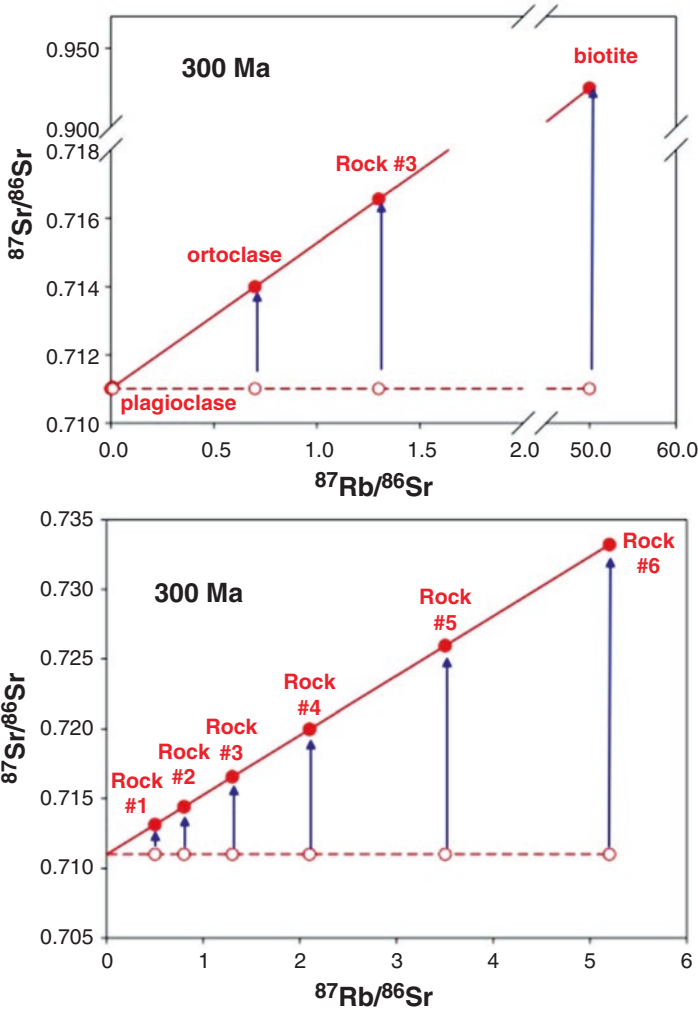 0.950
300 Ma
biotite
0.900
0.718
Rock #3
0.716
ortoclase
0.714
0.712
plagioclase
0.710
0.0 0.5 1.0 1.5 2.0 50.0 60.0
⁸⁷Sr/⁸⁶Sr
⁸⁷Rb/⁸⁶Sr
0.735
Rock
#6
0.730
300 Ma
Rock
#5
0.725
Rock
#4
0.720
Rock
#3
Rock
#2
Rock
#1
0.715
0.710
0.705
0 1 2 3 4 5 6
⁸⁷Sr/⁸⁶Sr
⁸⁷Rb/⁸⁶Sr